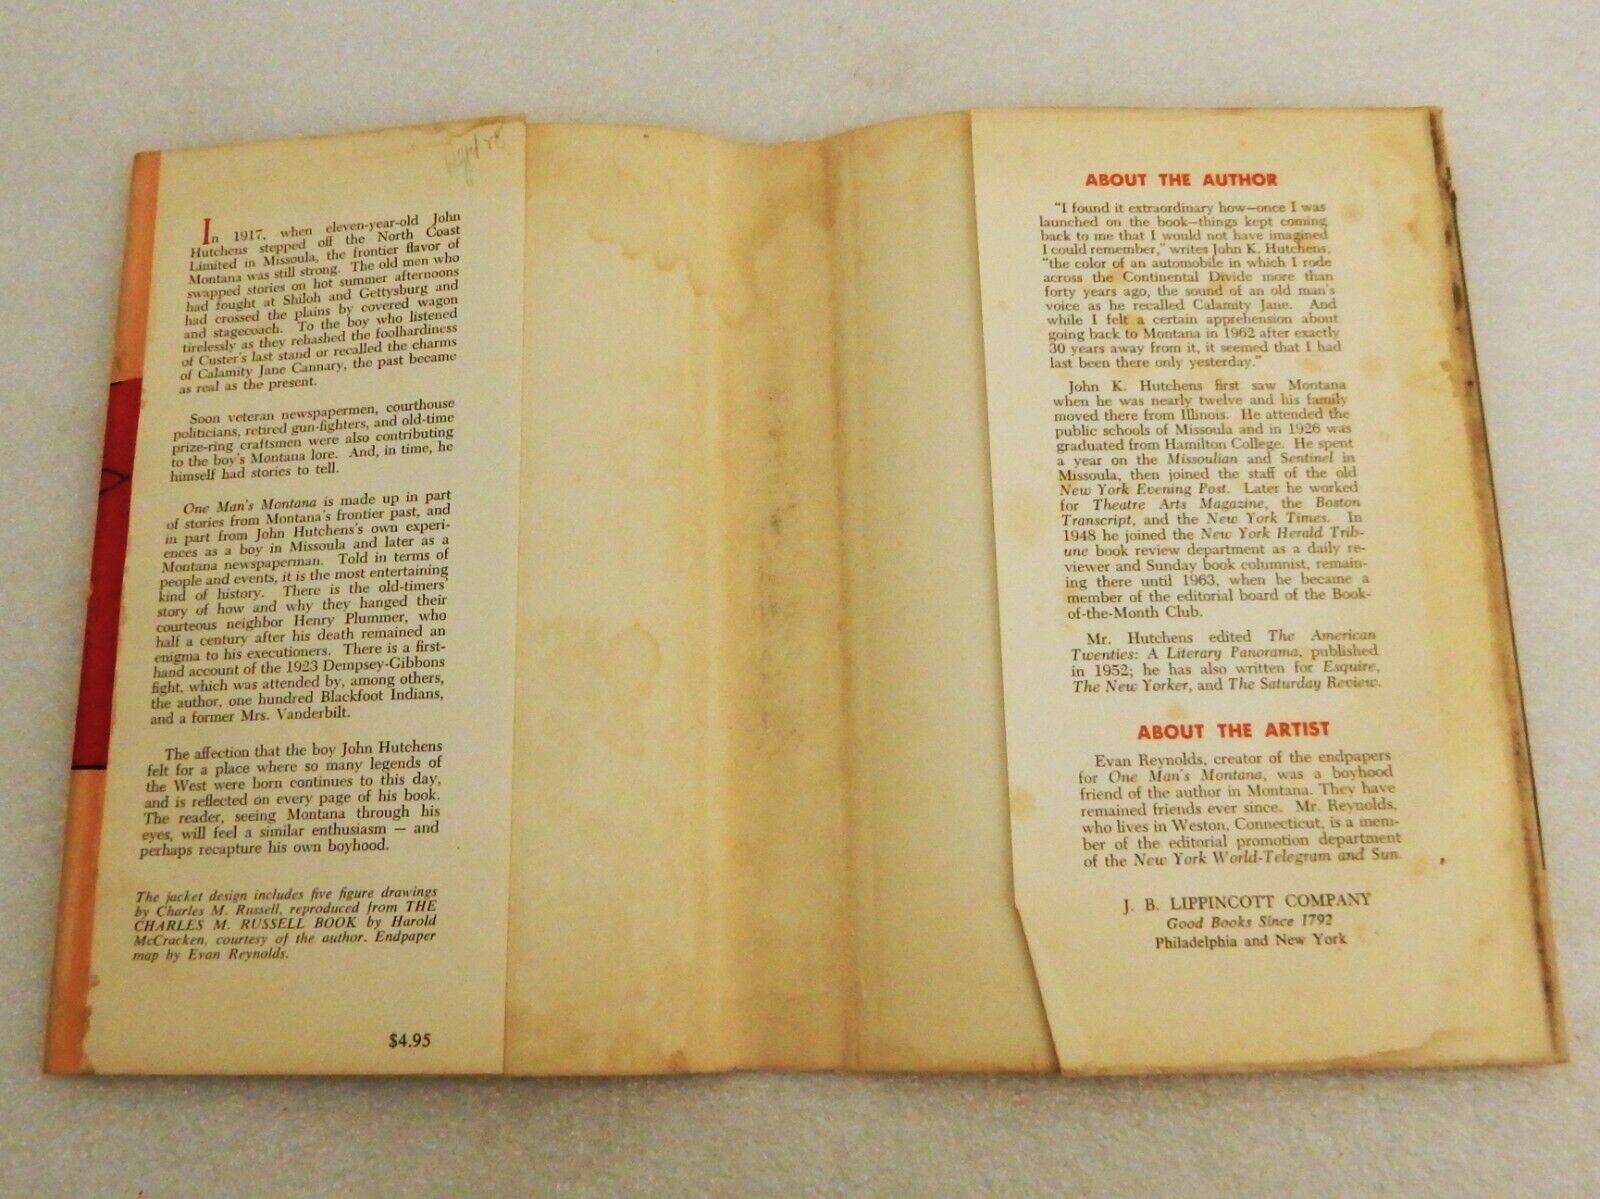 In 1917, when eleven-year-old John
Hutchens stepped off the North Coast
Limited in Missoula, the frontier flavor of
Montana was still strong. The old men who
swapped stories on hot summer afternoons
had fought at Shiloh and Gettysburg and
had crossed the plains by covered wagon
and stagecoach. To the boy who listened
tirelessly as they rehashed the foolhardiness
of Custer's last stand or recalled the charms
of Calamity Jane Cannary, the past became
as real as the present.
Soon veteran newspapermen, courthouse
politicians, retired gun-fighters, and old-time
prize-ring craftsmen were also contributing
to the boy's Montana lore. And, in time, he
himself had stories to tell.
One Man's Montana is made up in part
of stories from Montana's frontier past, and
in part from John Hutchens's own experi-
ences as a boy in Missoula and later as a
Montana newspaperman. Told in terms of
people and events, it is the most entertaining
kind of history. There is the old-timers'
story of how and why they hanged their
courteous neighbor Henry Plummer, who
half a century after his death remained an
enigma to his executioners. There is a first-
hand account of the 1923 Dempsey-Gibbons
fight, which was attended by, among others,
the author, one hundred Blackfoot Indians,
and a former Mrs. Vanderbilt.
The affection that the boy John Hutchens
felt for a place where so many legends of
the West were born continues to this day,
and is reflected on every page of his book.
The reader, seeing Montana through his
eyes, will feel a similar enthusiasm — and
perhaps recapture his own boyhood.
The jacket design includes five figure drawings
by Charles M. Russell, reproduced from THE
CHARLES M. RUSSELL BOOK by Harold
McCracken, courtesy of the author. Endpaper
map by Evan Reynolds.
$4.95
ABOUT THE AUTHOR
"I found it extraordinary how—once I was
launched on the book—things kept coming
back to me that I would not have imagined
I could remember," writes John K. Hutchens,
"the color of an automobile in which I rode
across the Continental Divide more than
forty years ago, the sound of an old man's
voice as he recalled Calamity Jane. And
while I felt a certain apprehension about
going back to Montana in 1962 after exactly
30 years away from it, it seemed that I had
last been there only yesterday."
John K. Hutchens first saw Montana
when he was nearly twelve and his family
moved there from Illinois. He attended the
public schools of Missoula and in 1926 was
graduated from Hamilton College. He spent
a year on the Missoulian and Sentinel in
Missoula, then joined the staff of the old
New York Evening Post. Later he worked
for Theatre Arts Magazine, the Boston
Transcript, and the New York Times. In
1948 he joined the New York Herald Trib-
une book review department as a daily re-
viewer and Sunday book columnist, remain-
ing there until 1963, when he became a
member of the editorial board of the Book-
of-the-Month Club.
Mr. Hutchens edited The American
Twenties: A Literary Panorama, published
in 1952; he has also written for Esquire,
The New Yorker, and The Saturday Review.
ABOUT THE ARTIST
Evan Reynolds, creator of the endpapers
for One Man's Montana, was a boyhood
friend of the author in Montana. They have
remained friends ever since. Mr. Reynolds,
who lives in Weston, Connecticut, is a mem-
ber of the editorial promotion department
of the New York World-Telegram and Sun.
J. B. LIPPINCOTT COMPANY
Good Books Since 1792
Philadelphia and New York